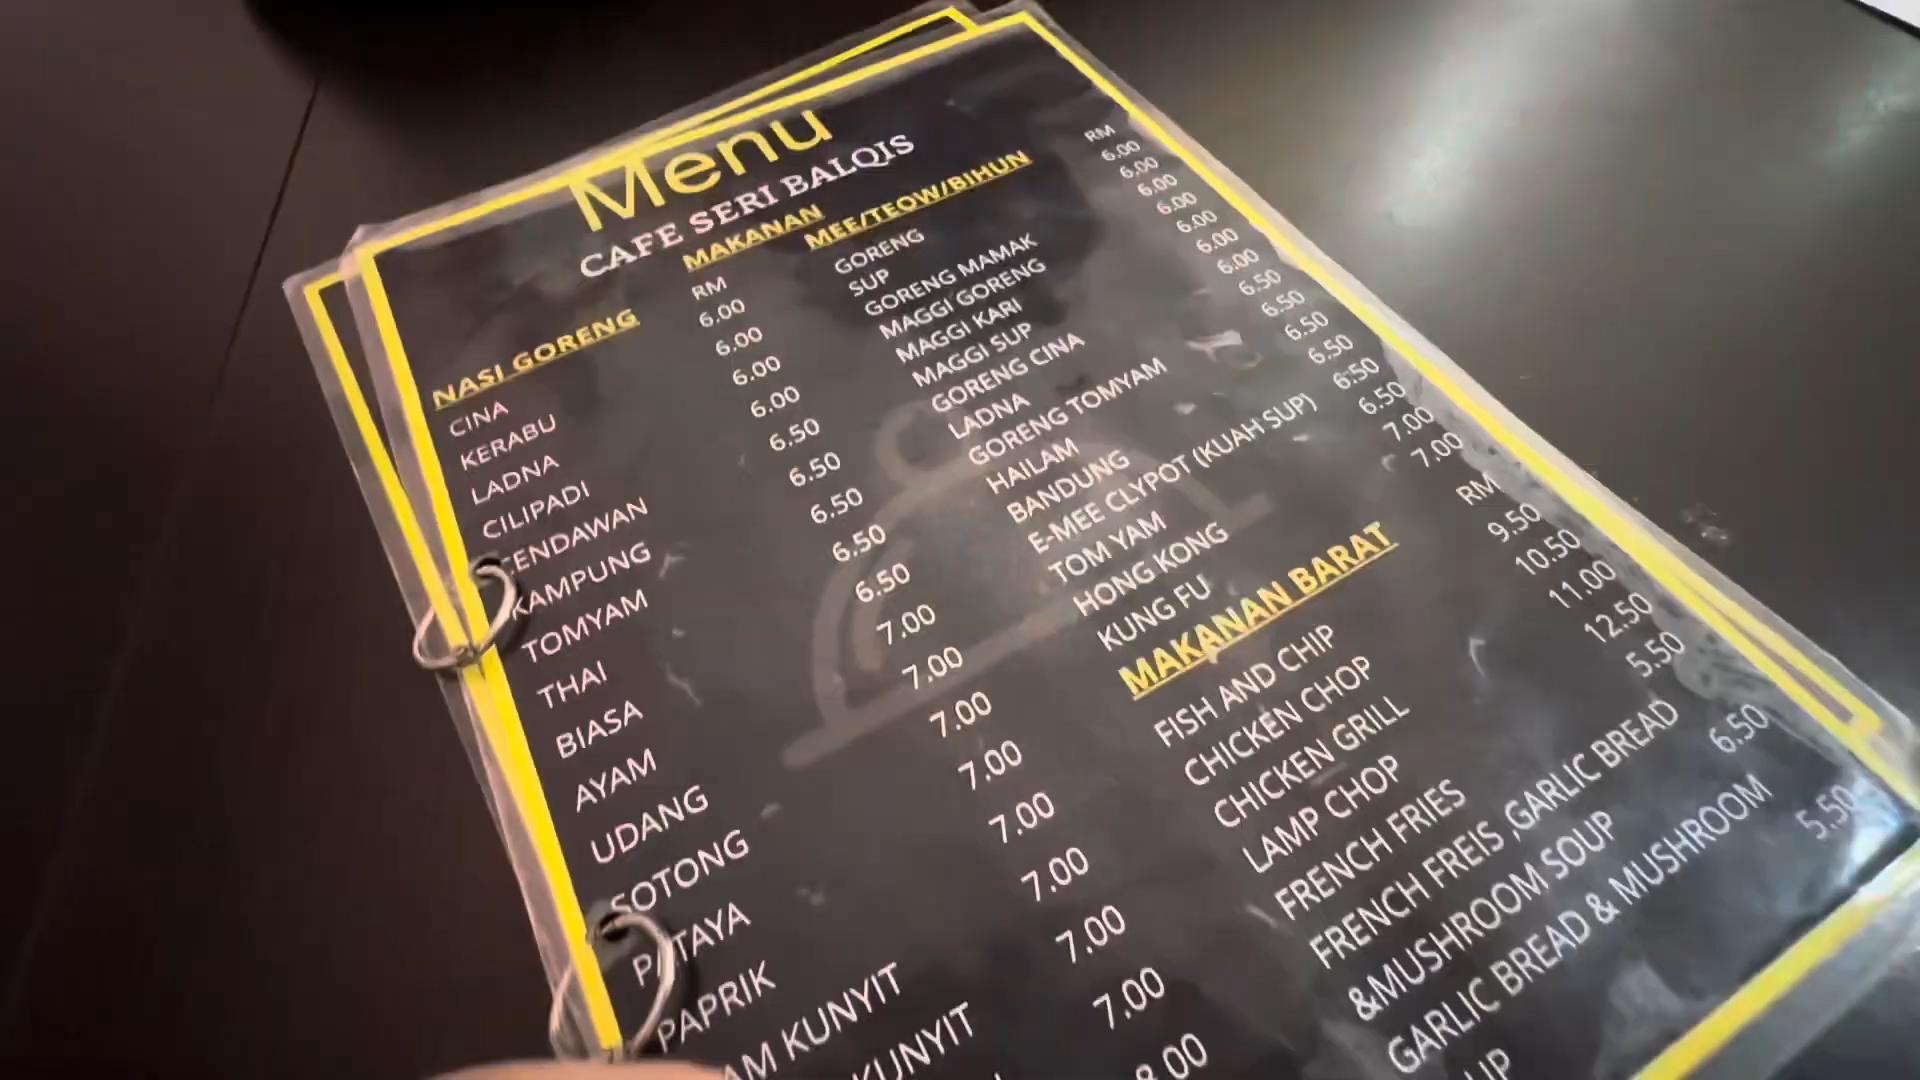 Menu
CAFE SERI BALQIS
MAKANAN
NASI GORENG
RM
CINA
6.00
KERABU
6.00
LADNA
6.00
CILIPADI
6.00
CENDAWAN
6.50
KAMPUNG
6.50
TOMYAM
6.50
THAI
6.50
BIASA
6.50
AYAM
7.00
UDANG
7.00
SOTONG
7.00
PATAYA
7.00
PAPRIK
7.00
AM KUNYIT
7.00
KUNYIT
7.00
7.00
8.00
MEE/TEOW/BIHUN
RM
GORENG
6.00
SUP
6.00
GORENG MAMAK
6.00
MAGGI GORENG
6.00
MAGGI KARI
6.00
MAGGI SUP
6.00
GORENG CINA
6.00
LADNA
6.50
GORENG TOMYAM
6.50
HAILAM
6.50
BANDUNG
6.50
E-MEE CLYPOT (KUAH SUP)
6.50
TOM YAM
6.50
HONG KONG
7.00
KUNG FU
7.00
MAKANAN BARAT
RM
FISH AND CHIP
9.50
CHICKEN CHOP
10.50
CHICKEN GRILL
11.00
LAMP CHOP
12.50
FRENCH FRIES
5.50
FRENCH FREIS ,GARLIC BREAD
&MUSHROOM SOUP
6.50
GARLIC BREAD & MUSHROOM
5.50